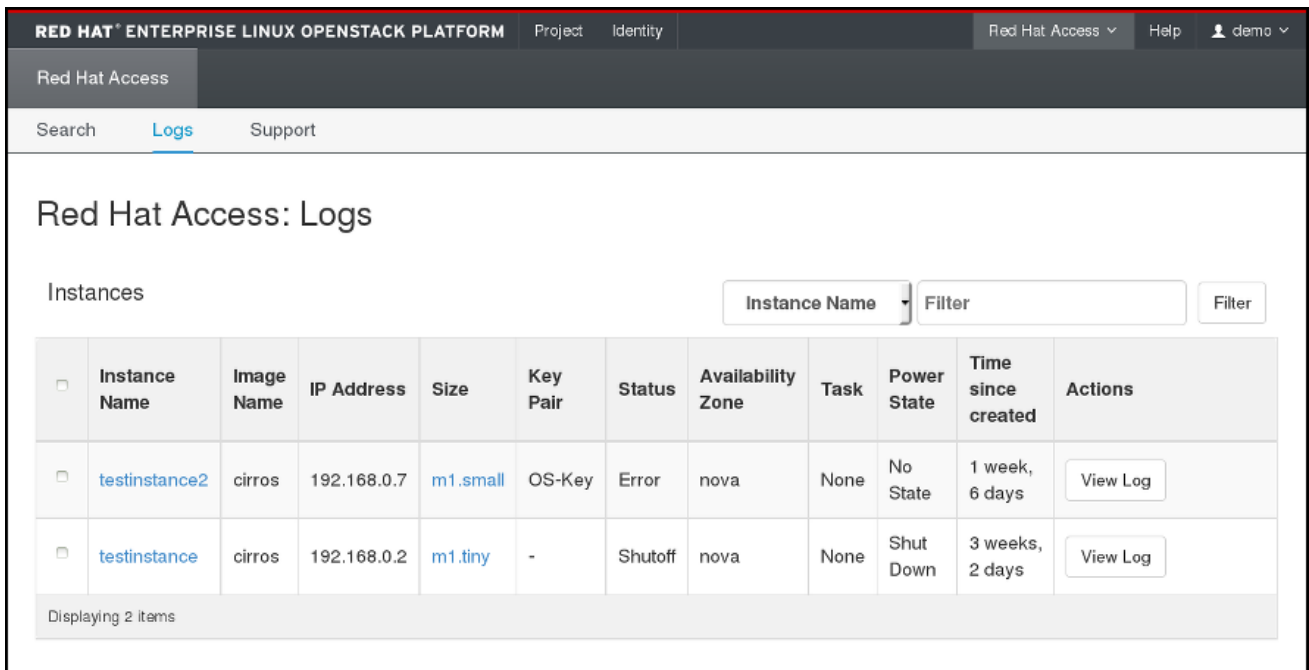 RED HAT® ENTERPRISE LINUX OPENSTACK PLATFORM Project Identity Red Hat Access Help demo
Red Hat Access
Search Logs Support
Red Hat Access: Logs
Instances Instance Name Filter Filter
Instance Name Image Name IP Address Size Key Pair Status Availability Zone Task Power State Time since created Actions
testinstance2 cirros 192.168.0.7 m1.small OS-Key Error nova None No State 1 week, 6 days View Log
testinstance cirros 192.168.0.2 m1.tiny - Shutoff nova None Shut Down 3 weeks, 2 days View Log
Displaying 2 items